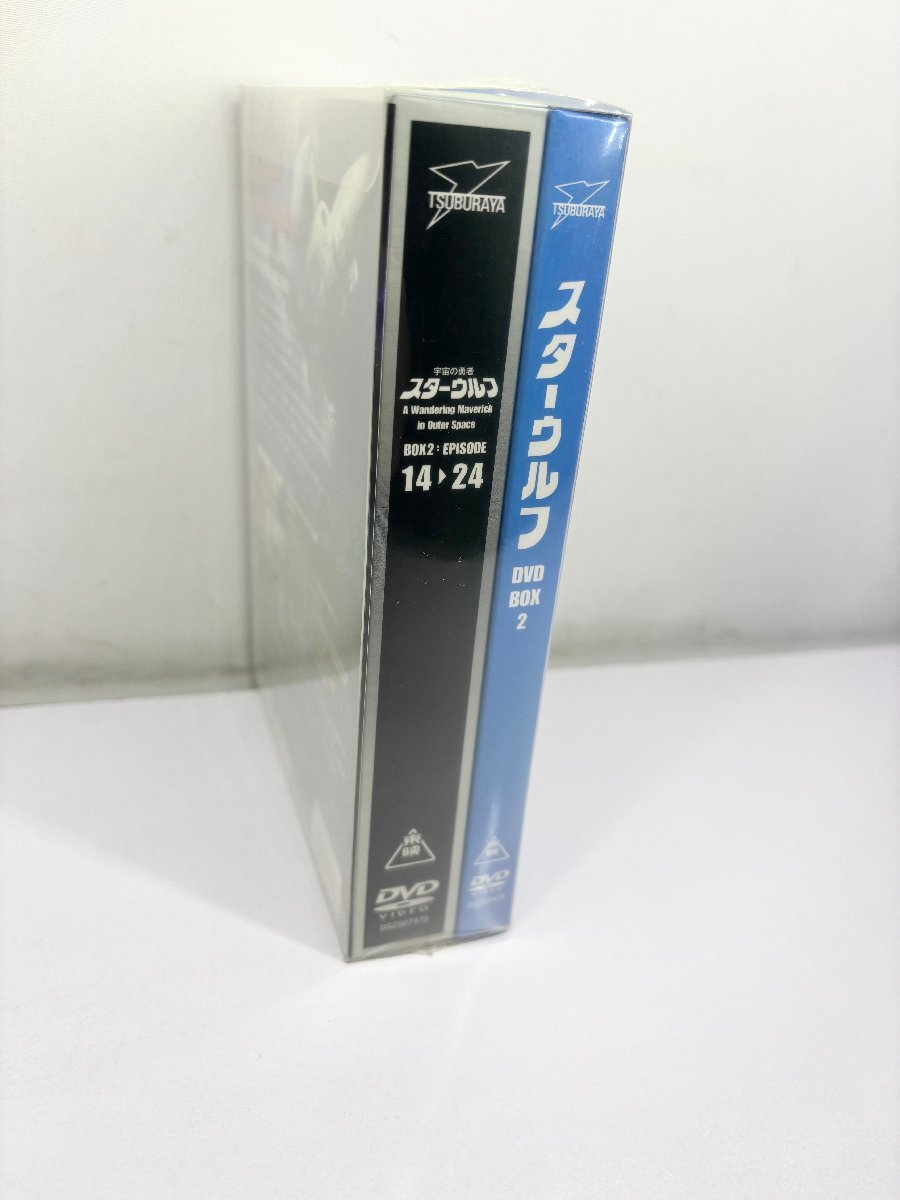 TSUBURAYA
宇宙の勇者
スターウルフ
A Wandering Maverick
in Outer Space
BOX2: EPISODE
14▶24
東映
DVD
VIDEO
DSZS07470
TSUBURAYA
スターウルフ
DVD
BOX
2
DVD